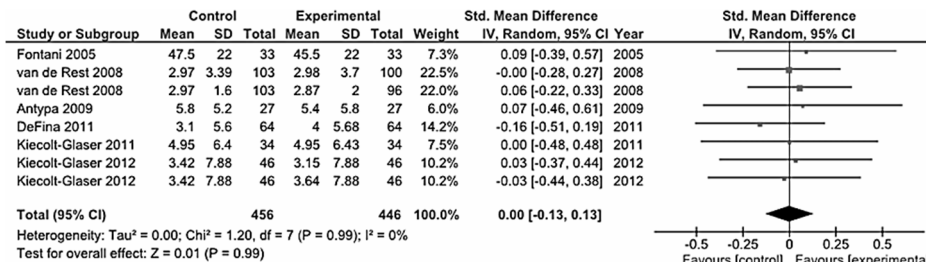 Control Experimental Std. Mean Difference Std. Mean Difference
Study or Subgroup Mean SD Total Mean SD Total Weight IV, Random, 95% CI Year IV, Random, 95% CI
Fontani 2005 47.5 22 33 45.5 22 33 7.3% 0.09 [-0.39, 0.57] 2005
van de Rest 2008 2.97 3.39 103 2.98 3.7 100 22.5% -0.00 [-0.28, 0.27] 2008
van de Rest 2008 2.97 1.6 103 2.87 2 96 22.0% 0.06 [-0.22, 0.33] 2008
Antypa 2009 5.8 5.2 27 5.4 5.8 27 6.0% 0.07 [-0.46, 0.61] 2009
DeFina 2011 3.1 5.6 64 4 5.68 64 14.2% -0.16 [-0.51, 0.19] 2011
Kiecolt-Glaser 2011 4.95 6.4 34 4.95 6.43 34 7.5% 0.00 [-0.48, 0.48] 2011
Kiecolt-Glaser 2012 3.42 7.88 46 3.15 7.88 46 10.2% 0.03 [-0.37, 0.44] 2012
Kiecolt-Glaser 2012 3.42 7.88 46 3.64 7.88 46 10.2% -0.03 [-0.44, 0.38] 2012
Total (95% CI) 456 446 100.0% 0.00 [-0.13, 0.13]
Heterogeneity: Tau² = 0.00; Chi² = 1.20, df = 7 (P = 0.99); I² = 0%
Test for overall effect: Z = 0.01 (P = 0.99)
-0.5 -0.25 0 0.25 0.5
Favours [control] Favours [experimental